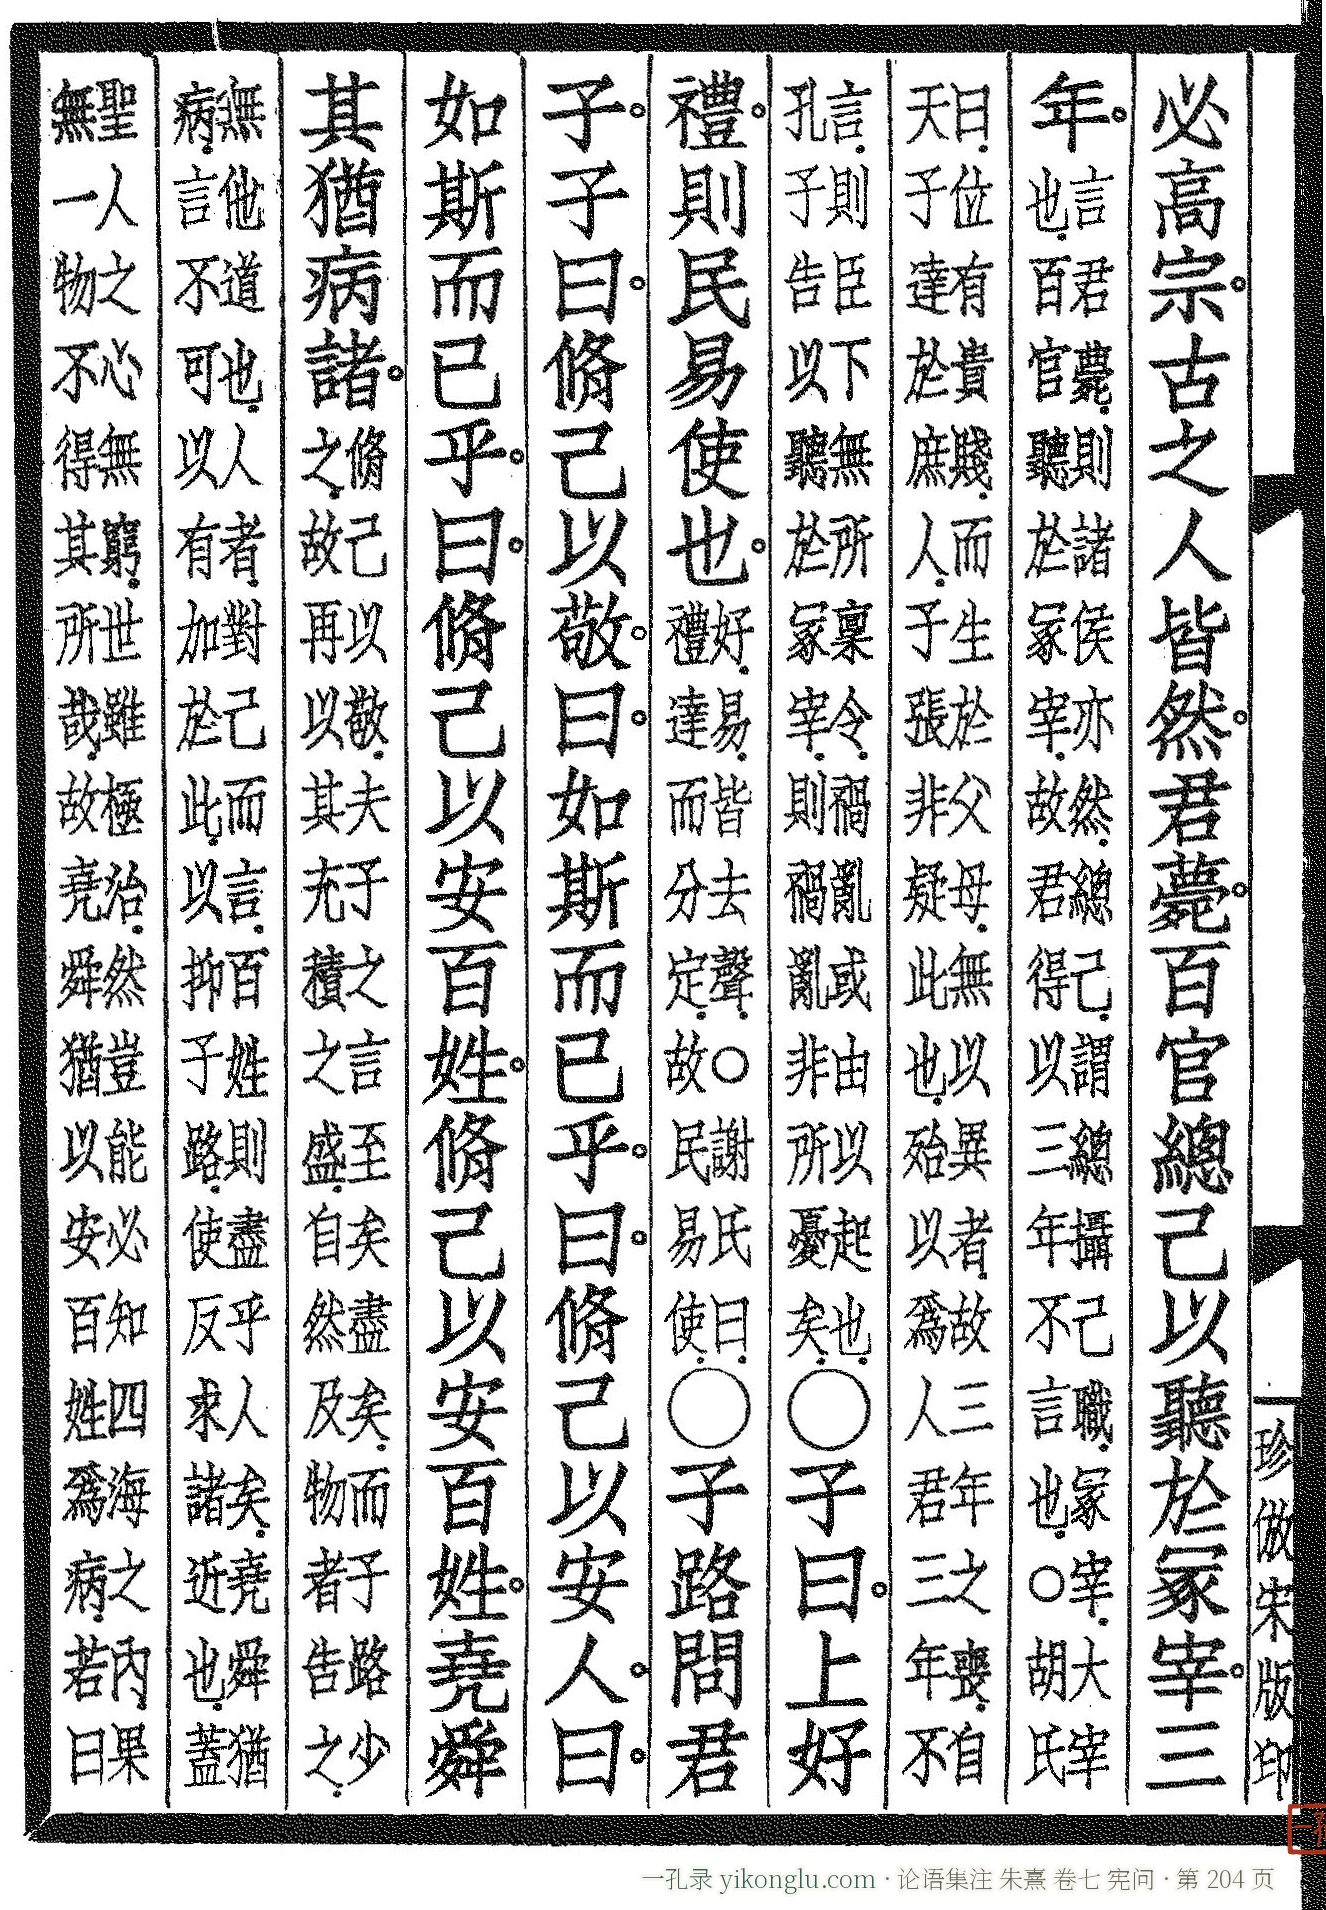 珍倣宋版印
必高宗。古之人皆然。君薨。百官總己以聽於冢宰。三
年。
言君薨.則諸侯亦然.總己.謂總攝己職.冢宰.大宰
也.百官聽於冢宰.故君得以三年不言也.○胡氏
曰.位有貴賤.而生於父母.無以異者.故三年之喪.自
天子達於庶人.子張非疑此也.殆以爲人君三年不
言.則臣下無所稟令.禍亂或由以起也.
孔子告以聽於冢宰.則禍亂非所憂矣.
○子曰。上好
禮。則民易使也。
好.易.皆去聲.○謝氏曰.
禮達而分定.故民易使.
○子路問君
子。子曰。脩己以敬。曰。如斯而已乎。曰。脩己以安人。曰。
如斯而已乎。曰。脩己以安百姓。脩己以安百姓。堯舜
其猶病諸。
脩己以敬.夫子之言至矣盡矣.而子路少
之.故再以其充積之盛.自然及物者告之.
無他道也.人者.對己而言.百姓則盡乎人矣.堯舜猶
病.言不可以有加於此.以抑子路.使反求諸近也.蓋
聖人之心無窮.世雖極治.然豈能必知四海之內.果
無一物不得其所哉.故堯舜猶以安百姓爲病.若曰
一孔录 yikonglu.com · 论语集注 朱熹 卷七 宪问 · 第 204 页